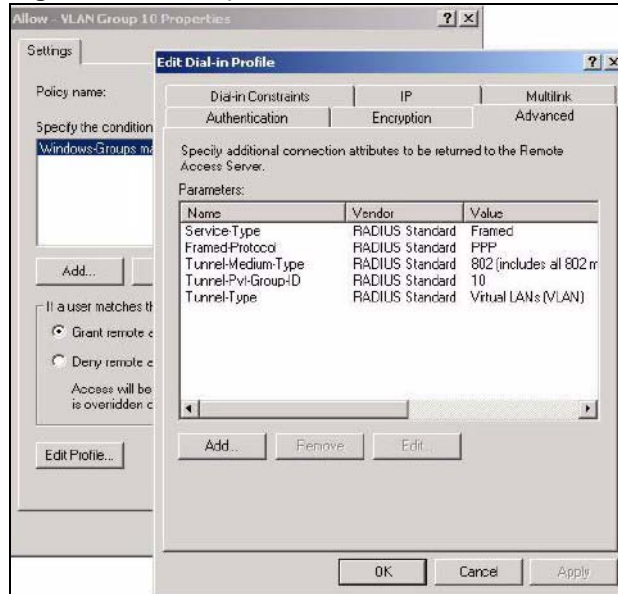 Allow - VLAN Group 10 Properties
Settings
Policy name:
Specify the condition
Windows-Groups ma
Add...
If a user matches th
Grant remote a
Deny remote a
Access will be
is overridden o
Edit Profile...
Edit Dial-in Profile
Dial-in Constraints
IP
Multilink
Authentication
Encryption
Advanced
Specify additional connection attributes to be returned to the Remote
Access Server.
Parameters:
Name Vendor Value
Service-Type RADIUS Standard Framed
Framed-Protocol RADIUS Standard PPP
Tunnel-Medium-Type RADIUS Standard 802 (includes all 802 m
Tunnel-Pvt-Group-ID RADIUS Standard 10
Tunnel-Type RADIUS Standard Virtual LANs (VLAN)
Add...
Remove
Edit...
OK
Cancel
Apply